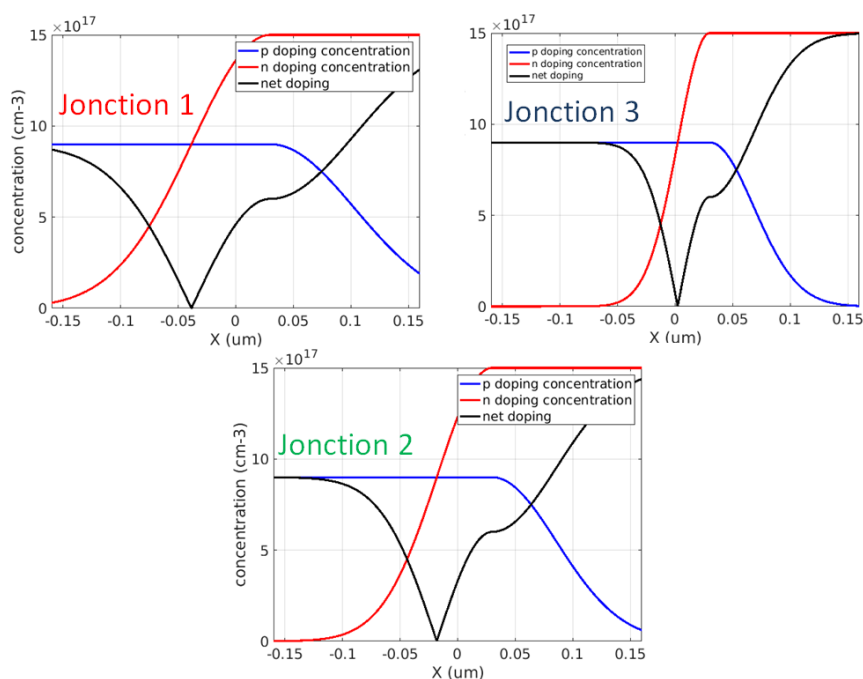 ×10^17
15
10
5
0
concentration (cm-3)
p doping concentration
n doping concentration
net doping
Jonction 1
-0.15 -0.1 -0.05 0 0.05 0.1 0.15
X (um)
×10^17
15
10
5
0
p doping concentration
n doping concentration
net doping
Jonction 3
-0.15 -0.1 -0.05 0 0.05 0.1 0.15
X (um)
×10^17
15
10
5
0
concentration (cm-3)
p doping concentration
n doping concentration
net doping
Jonction 2
-0.15 -0.1 -0.05 0 0.05 0.1 0.15
X (um)